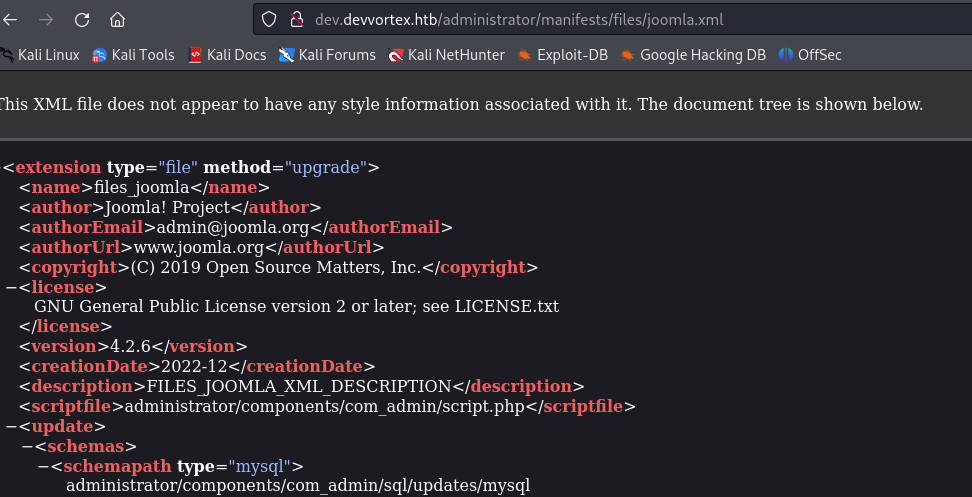 dev.devvortex.htb/administrator/manifests/files/joomla.xml
Kali Linux Kali Tools Kali Docs Kali Forums Kali NetHunter Exploit-DB Google Hacking DB OffSec
This XML file does not appear to have any style information associated with it. The document tree is shown below.
−<extension type="file" method="upgrade">
<name>files_joomla</name>
<author>Joomla! Project</author>
<authorEmail>admin@joomla.org</authorEmail>
<authorUrl>www.joomla.org</authorUrl>
<copyright>(C) 2019 Open Source Matters, Inc.</copyright>
−<license>
GNU General Public License version 2 or later; see LICENSE.txt
</license>
<version>4.2.6</version>
<creationDate>2022-12</creationDate>
<description>FILES_JOOMLA_XML_DESCRIPTION</description>
<scriptfile>administrator/components/com_admin/script.php</scriptfile>
−<update>
−<schemas>
−<schemapath type="mysql">
administrator/components/com_admin/sql/updates/mysql